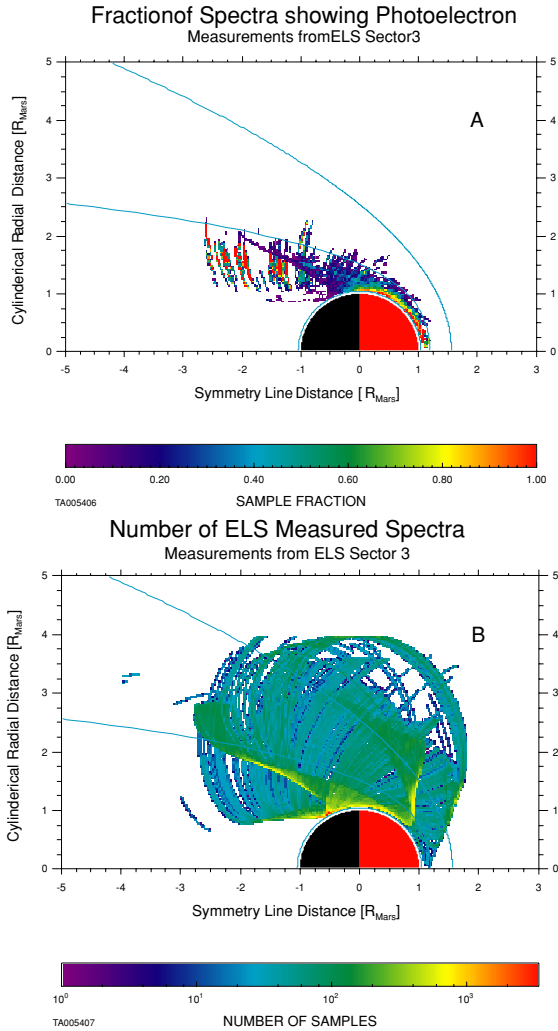 Fractionof Spectra showing Photoelectron
Measurements fromELS Sector3
Cylinderical Radial Distance [RMars]
5
4
3
2
1
0
A
5
4
3
2
1
0
-5 -4 -3 -2 -1 0 1 2 3
Symmetry Line Distance [ RMars]
0.00 0.20 0.40 0.60 0.80 1.00
TA005406
SAMPLE FRACTION
Number of ELS Measured Spectra
Measurements from ELS Sector 3
Cylinderical Radial Distance [RMars]
5
4
3
2
1
0
B
5
4
3
2
1
0
-5 -4 -3 -2 -1 0 1 2 3
Symmetry Line Distance [RMars]
10^0 10^1 10^2 10^3
TA005407
NUMBER OF SAMPLES